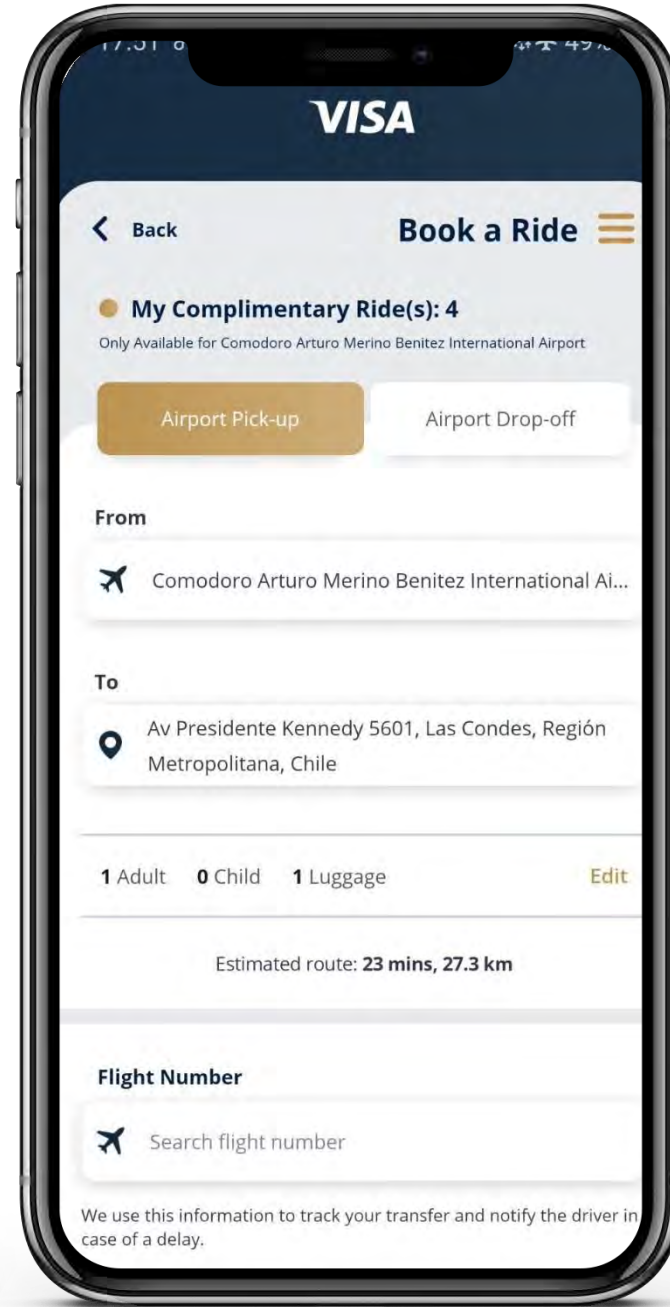 VISA
Back
Book a Ride
My Complimentary Ride(s): 4
Only Available for Comodoro Arturo Merino Benitez International Airport
Airport Pick-up
Airport Drop-off
From
Comodoro Arturo Merino Benitez International Ai...
To
Av Presidente Kennedy 5601, Las Condes, Región
Metropolitana, Chile
1 Adult 0 Child 1 Luggage
Edit
Estimated route: 23 mins, 27.3 km
Flight Number
Search flight number
We use this information to track your transfer and notify the driver in
case of a delay.